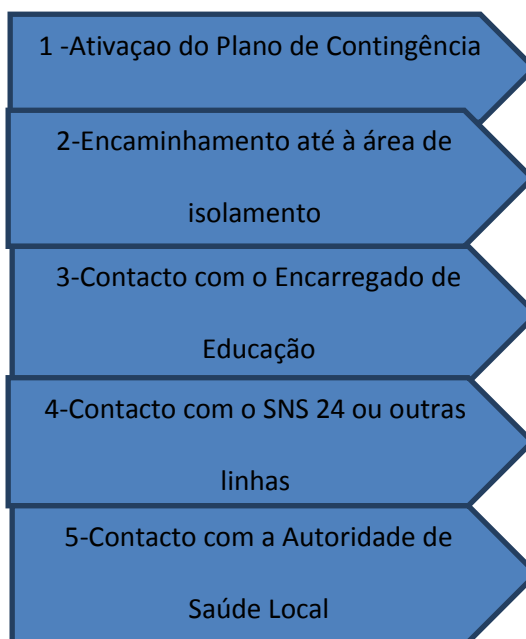 1 -Ativaçao do Plano de Contingência
2-Encaminhamento até à área de
isolamento
3-Contacto com o Encarregado de
Educação
4-Contacto com o SNS 24 ou outras
linhas
5-Contacto com a Autoridade de
Saúde Local